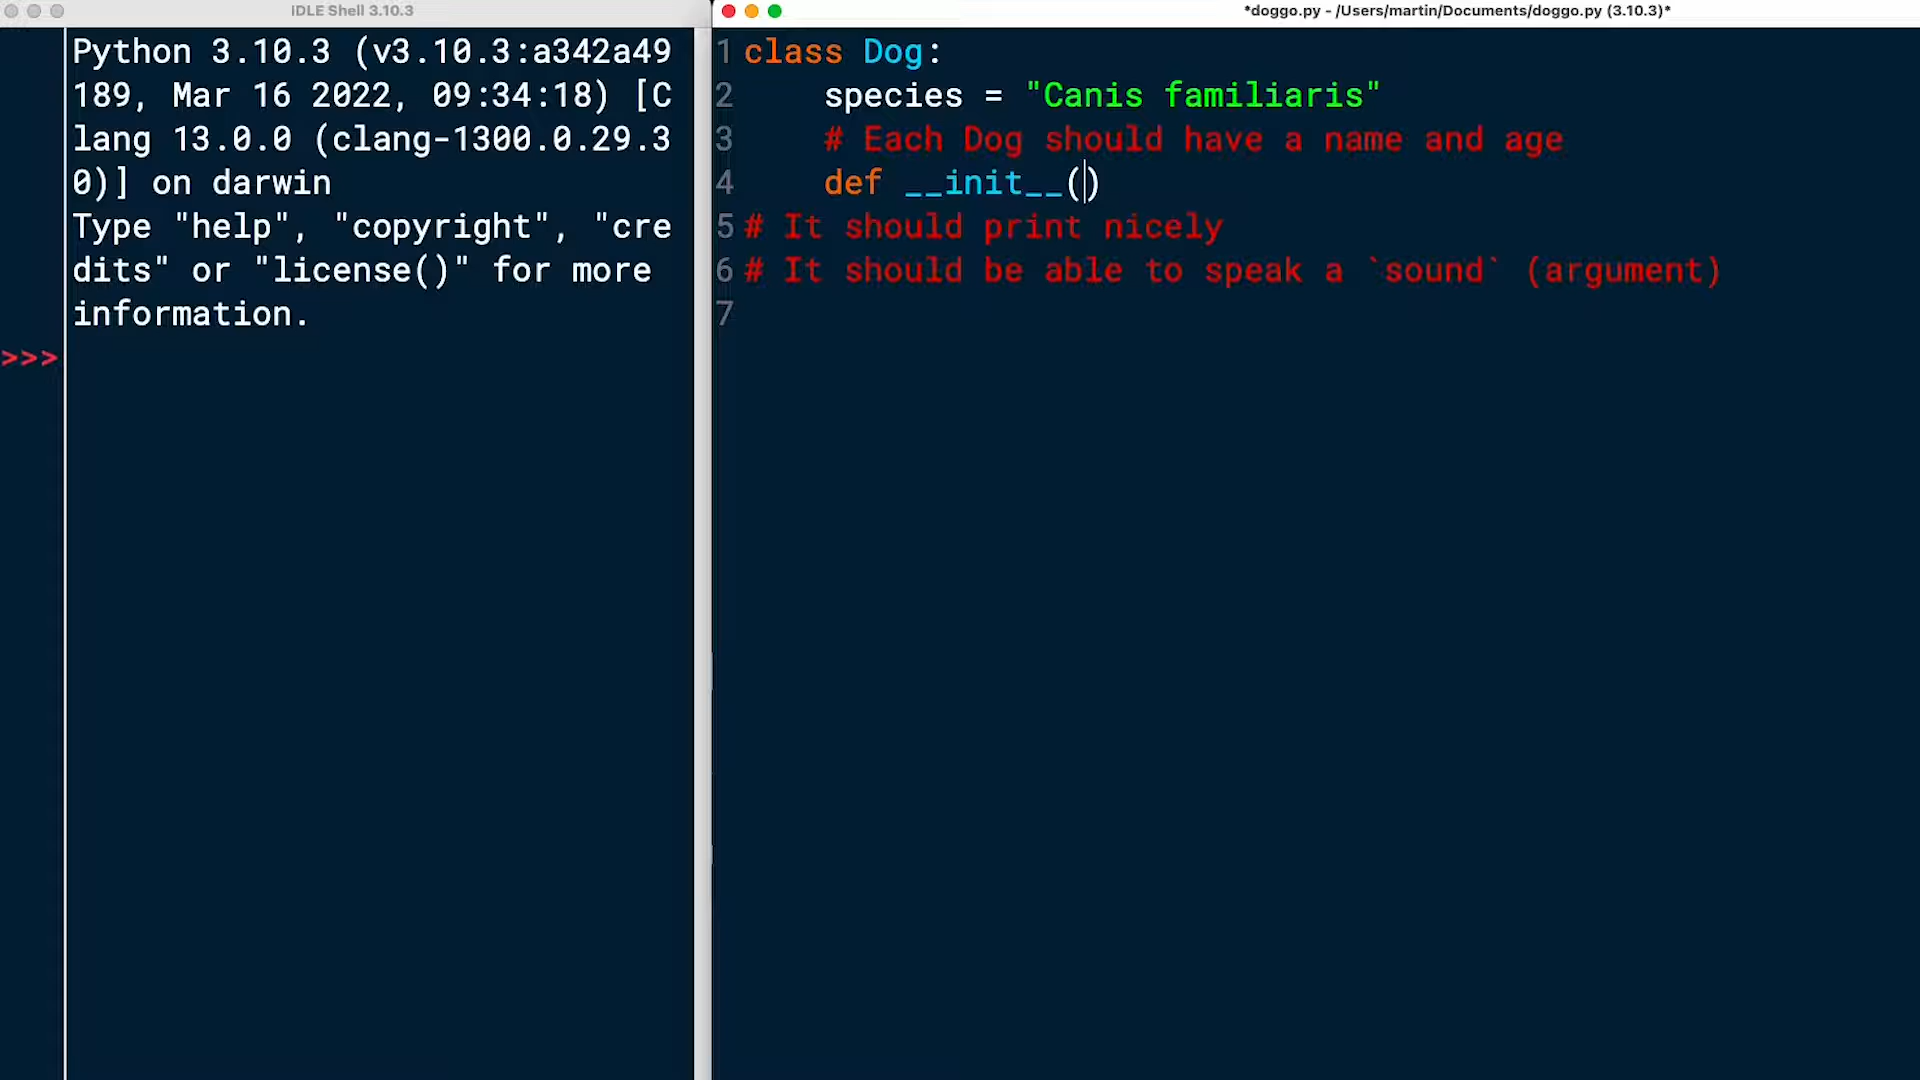 IDLE Shell 3.10.3
Python 3.10.3 (v3.10.3:a342a49
189, Mar 16 2022, 09:34:18) [C
lang 13.0.0 (clang-1300.0.29.3
0)] on darwin
Type "help", "copyright", "cre
dits" or "license()" for more
information.
>>>
*doggo.py - /Users/martin/Documents/doggo.py (3.10.3)*
1 class Dog:
2     species = "Canis familiaris"
3     # Each Dog should have a name and age
4     def __init__()
5 # It should print nicely
6 # It should be able to speak a `sound` (argument)
7